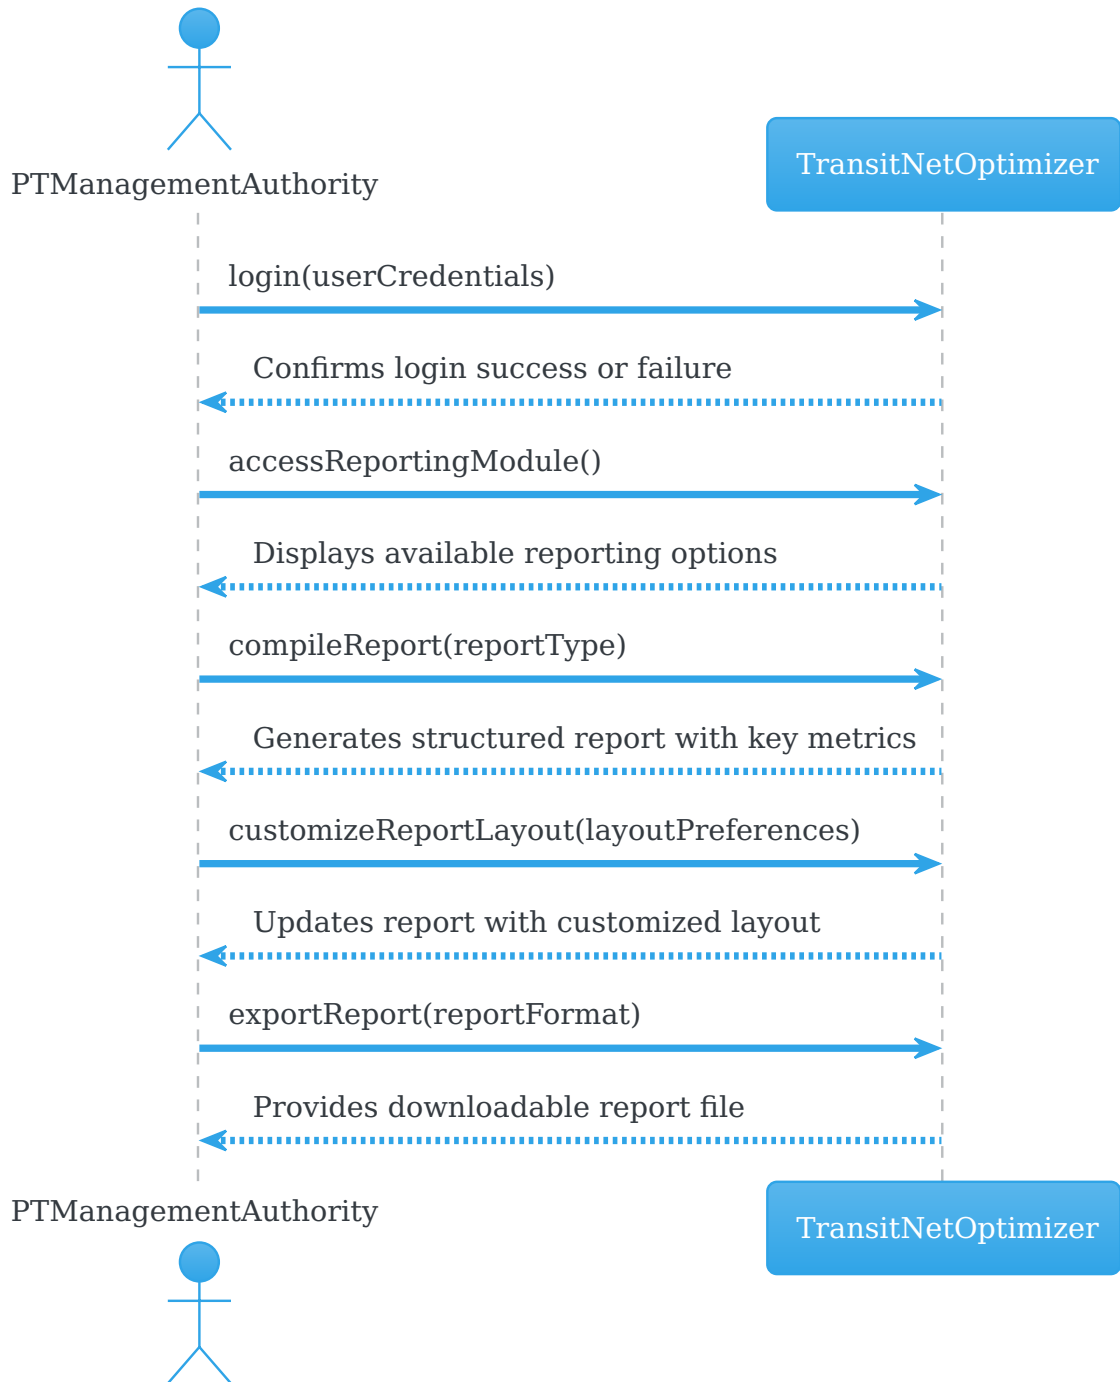 PTManagementAuthority
TransitNetOptimizer
login(userCredentials)
Confirms login success or failure
accessReportingModule()
Displays available reporting options
compileReport(reportType)
Generates structured report with key metrics
customizeReportLayout(layoutPreferences)
Updates report with customized layout
exportReport(reportFormat)
Provides downloadable report file
PTManagementAuthority
TransitNetOptimizer